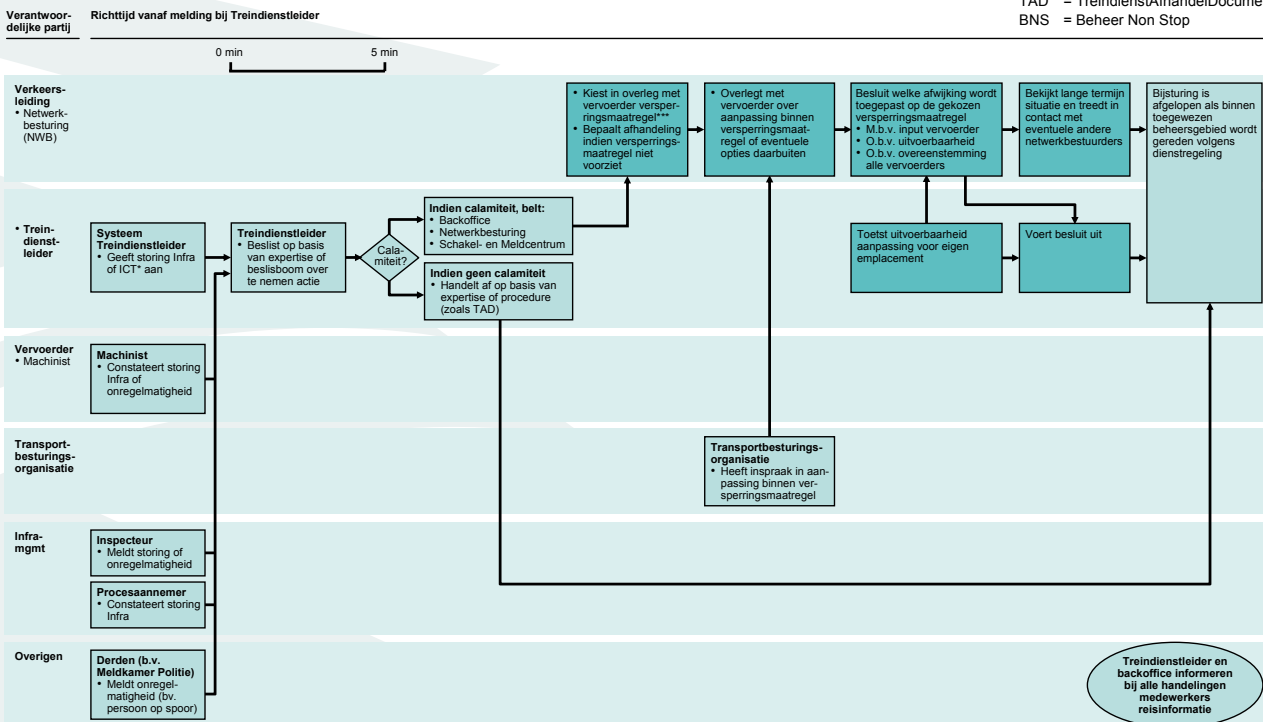 TAD = TreindienstAfhandelDocume
BNS = Beheer Non Stop
Verantwoor-
delijke partij
Richttijd vanaf melding bij Treindienstleider
0 min
5 min
Verkeers-
leiding
• Netwerk-
besturing
(NWB)
• Kiest in overleg met
vervoerder versper-
ringsmaatregel***
• Bepaalt afhandeling
indien versperrings-
maatregel niet
voorziet
• Overlegt met
vervoerder over
aanpassing binnen
versperringsmaat-
regel of eventuele
opties daarbuiten
Besluit welke afwijking wordt
toegepast op de gekozen
versperringsmaatregel
• M.b.v. input vervoerder
• O.b.v. uitvoerbaarheid
• O.b.v. overeenstemming
alle vervoerders
Bekijkt lange termijn
situatie en treedt in
contact met
eventuele andere
netwerkbestuurders
Bijsturing is
afgelopen als binnen
toegewezen
beheersgebied wordt
gereden volgens
dienstregeling
• Trein-
dienst-
leider
Systeem
Treindienstleider
• Geeft storing Infra
of ICT* aan
Treindienstleider
• Beslist op basis
van expertise of
beslisboom over
te nemen actie
Cala-
miteit?
Indien calamiteit, belt:
• Backoffice
• Netwerkbesturing
• Schakel- en Meldcentrum
Indien geen calamiteit
• Handelt af op basis van
expertise of procedure
(zoals TAD)
Toetst uitvoerbaarheid
aanpassing voor eigen
emplacement
Voert besluit uit
Vervoerder
• Machinist
Machinist
• Constateert storing
Infra of
onregelmatigheid
Transport-
besturings-
organisatie
Transportbesturings-
organisatie
• Heeft inspraak in aan-
passing binnen ver-
sperringsmaatregel
Infra-
mgmt
Inspecteur
• Meldt storing of
onregelmatigheid
Procesaannemer
• Constateert storing
Infra
Overigen
Derden (b.v.
Meldkamer Politie)
• Meldt onregel-
matigheid (bv.
persoon op spoor)
Treindienstleider en
backoffice informeren
bij alle handelingen
medewerkers
reisinformatie